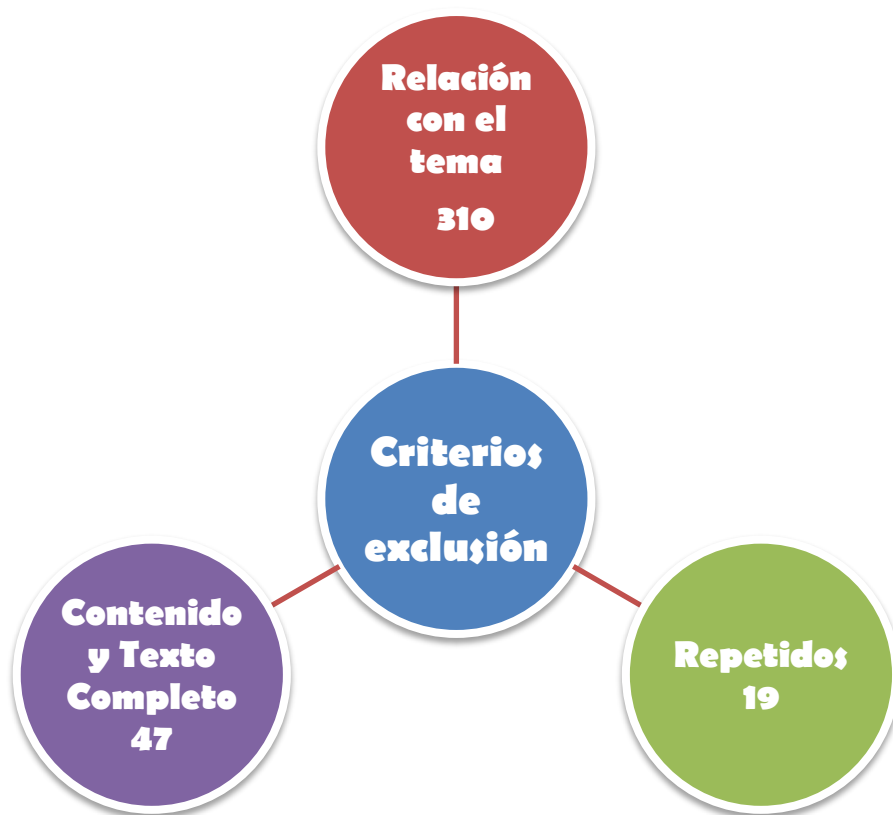 Relación
con el
tema
310
Criterios
de
exclusión
Contenido
y Texto
Completo
47
Repetidos
19